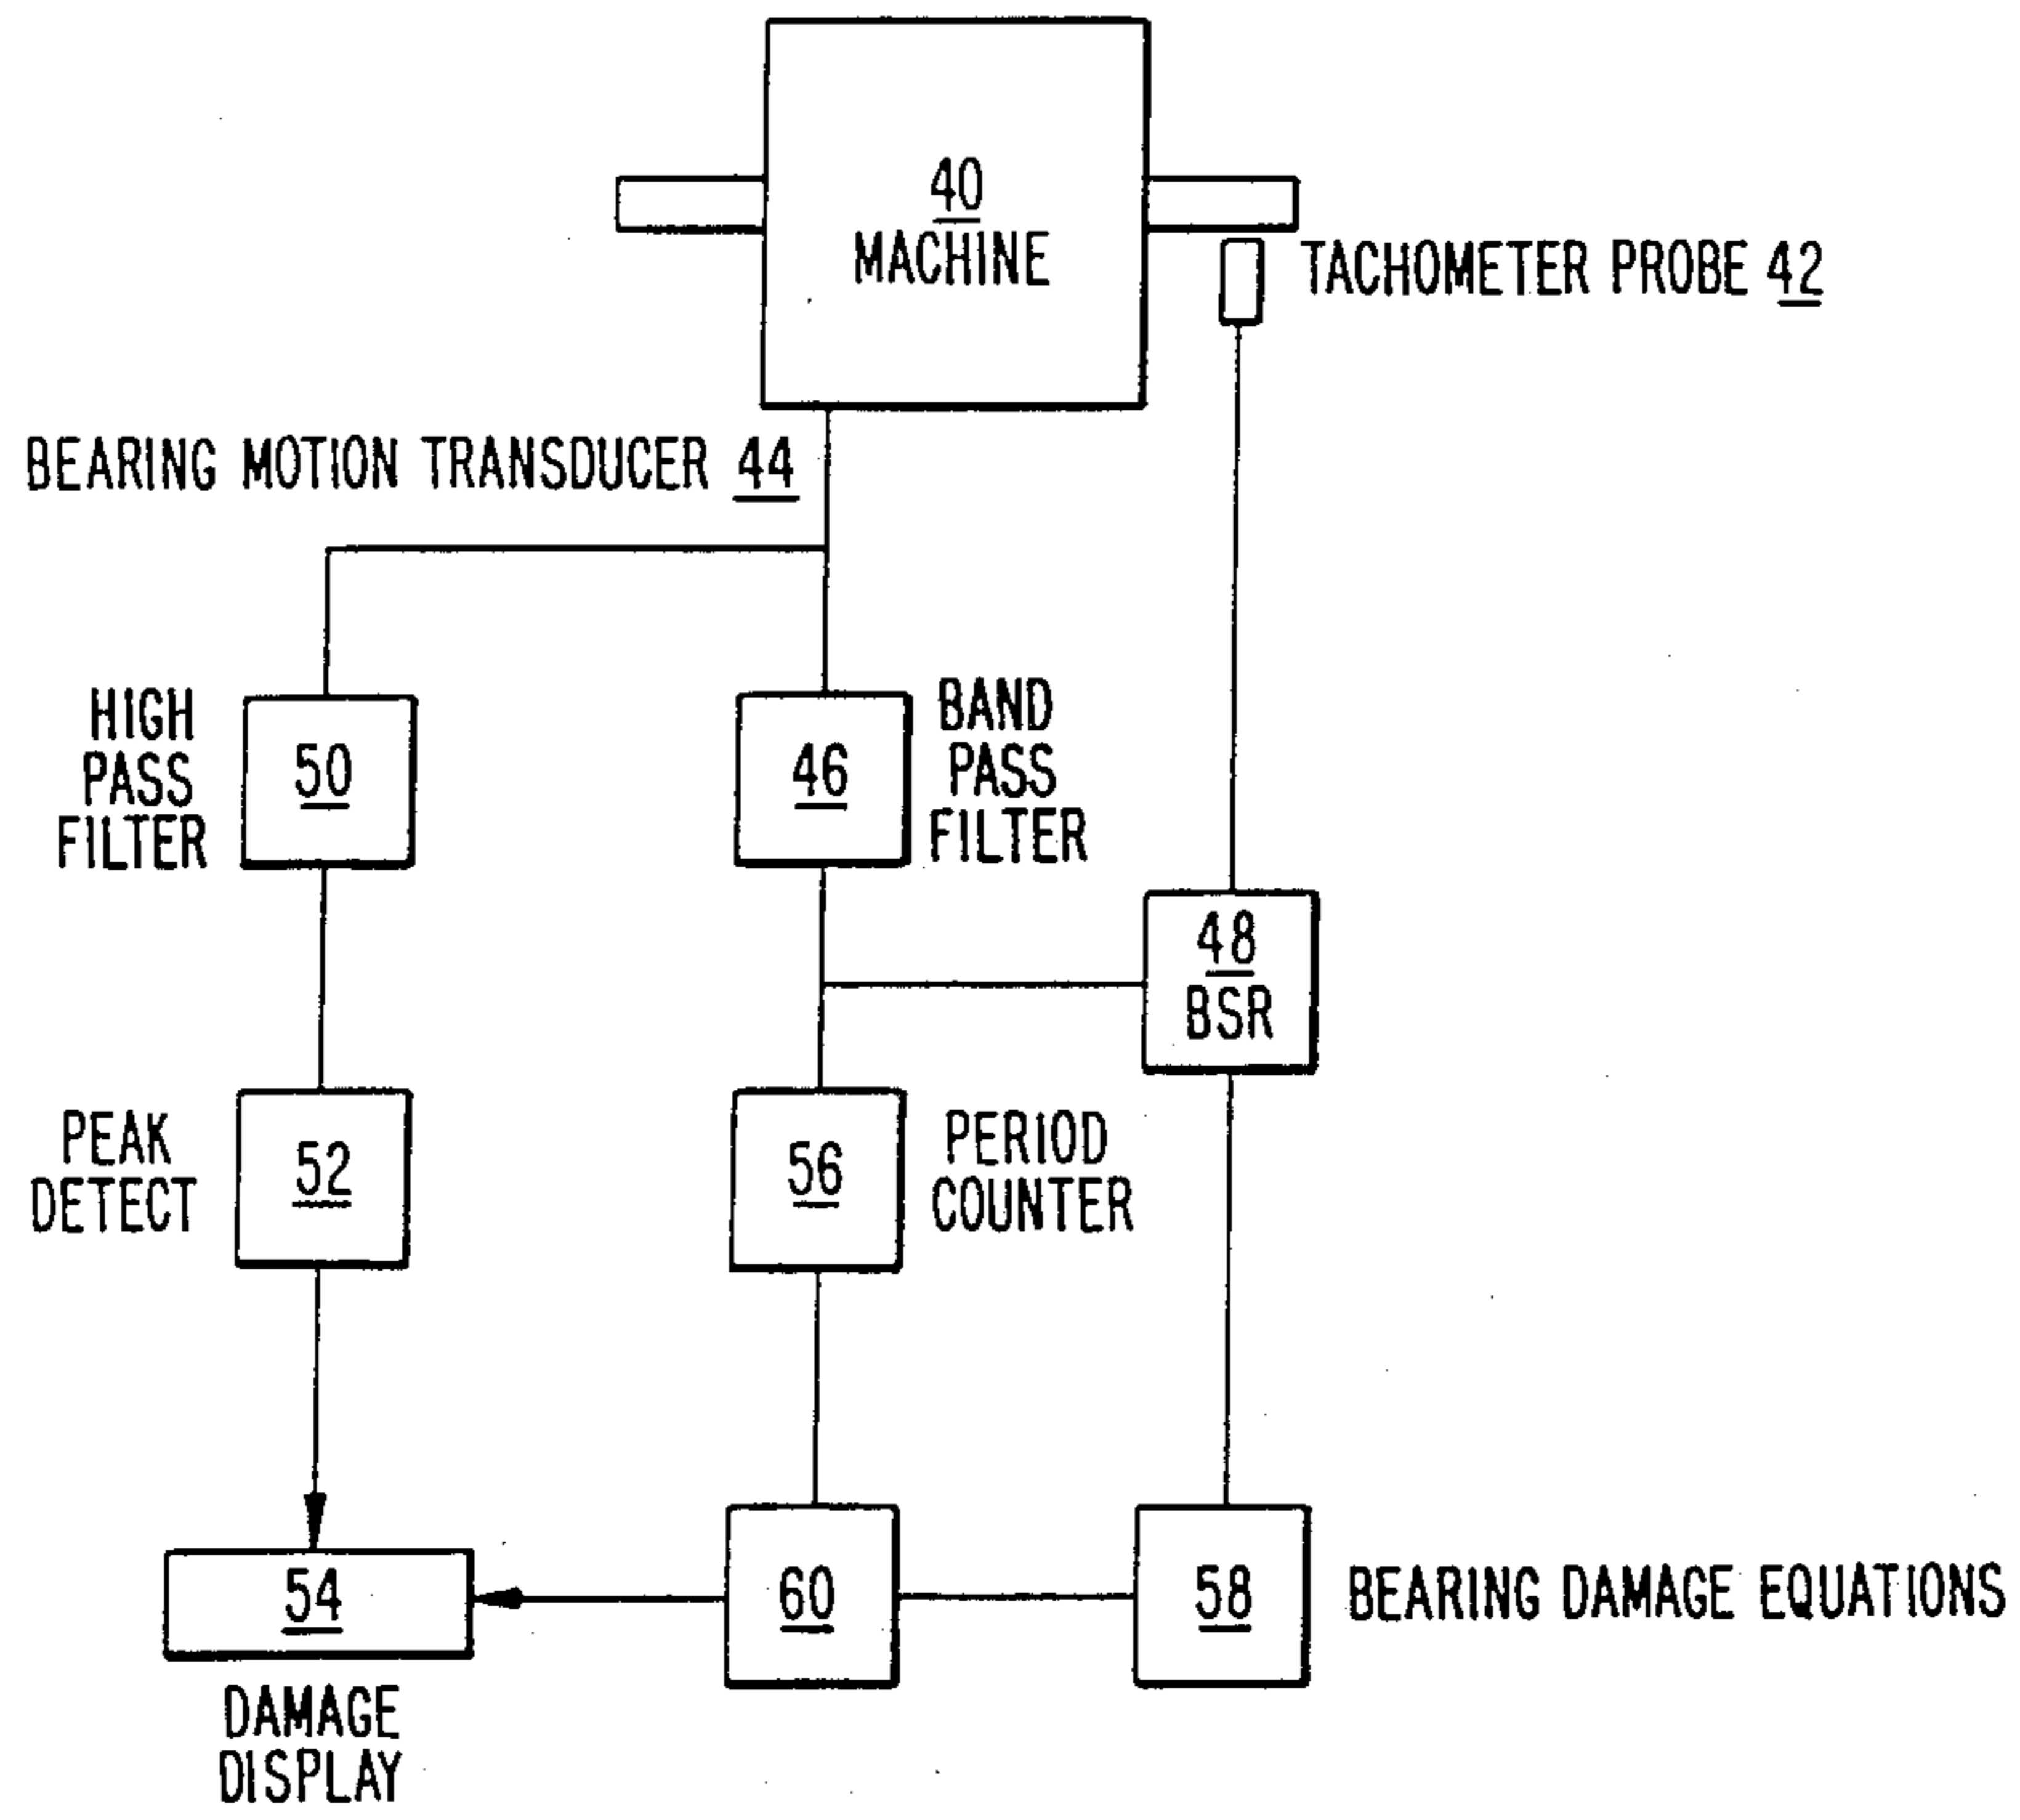 40
MACHINE
TACHOMETER PROBE 42
BEARING MOTION TRANSDUCER 44
HIGH
PASS
FILTER
50
46
BAND
PASS
FILTER
48
BSR
PEAK
DETECT
52
56
PERIOD
COUNTER
54
DAMAGE
DISPLAY
60
58
BEARING DAMAGE EQUATIONS